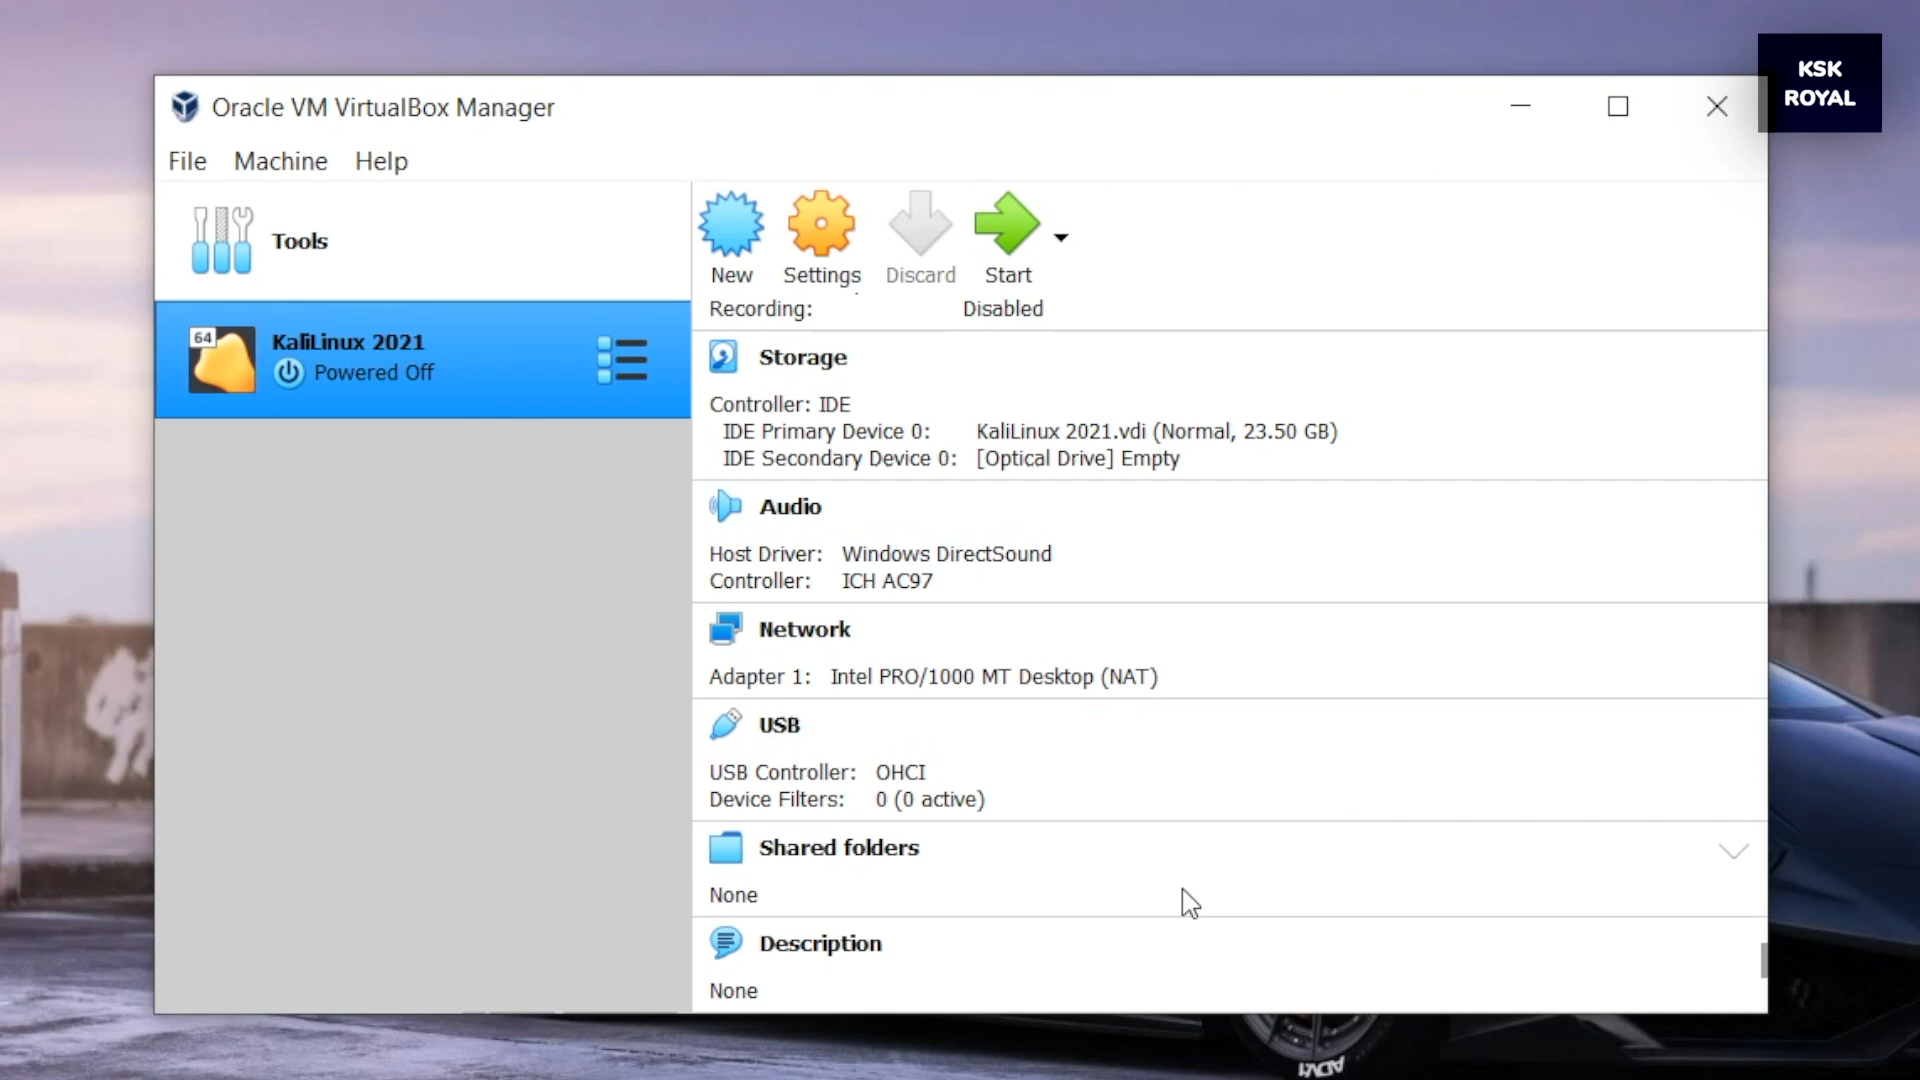 KSK
ROYAL
Oracle VM VirtualBox Manager
File Machine Help
Tools
New Settings Discard Start
Recording: Disabled
64
KaliLinux 2021
Powered Off
Storage
Controller: IDE
IDE Primary Device 0: KaliLinux 2021.vdi (Normal, 23.50 GB)
IDE Secondary Device 0: [Optical Drive] Empty
Audio
Host Driver: Windows DirectSound
Controller: ICH AC97
Network
Adapter 1: Intel PRO/1000 MT Desktop (NAT)
USB
USB Controller: OHCI
Device Filters: 0 (0 active)
Shared folders
None
Description
None